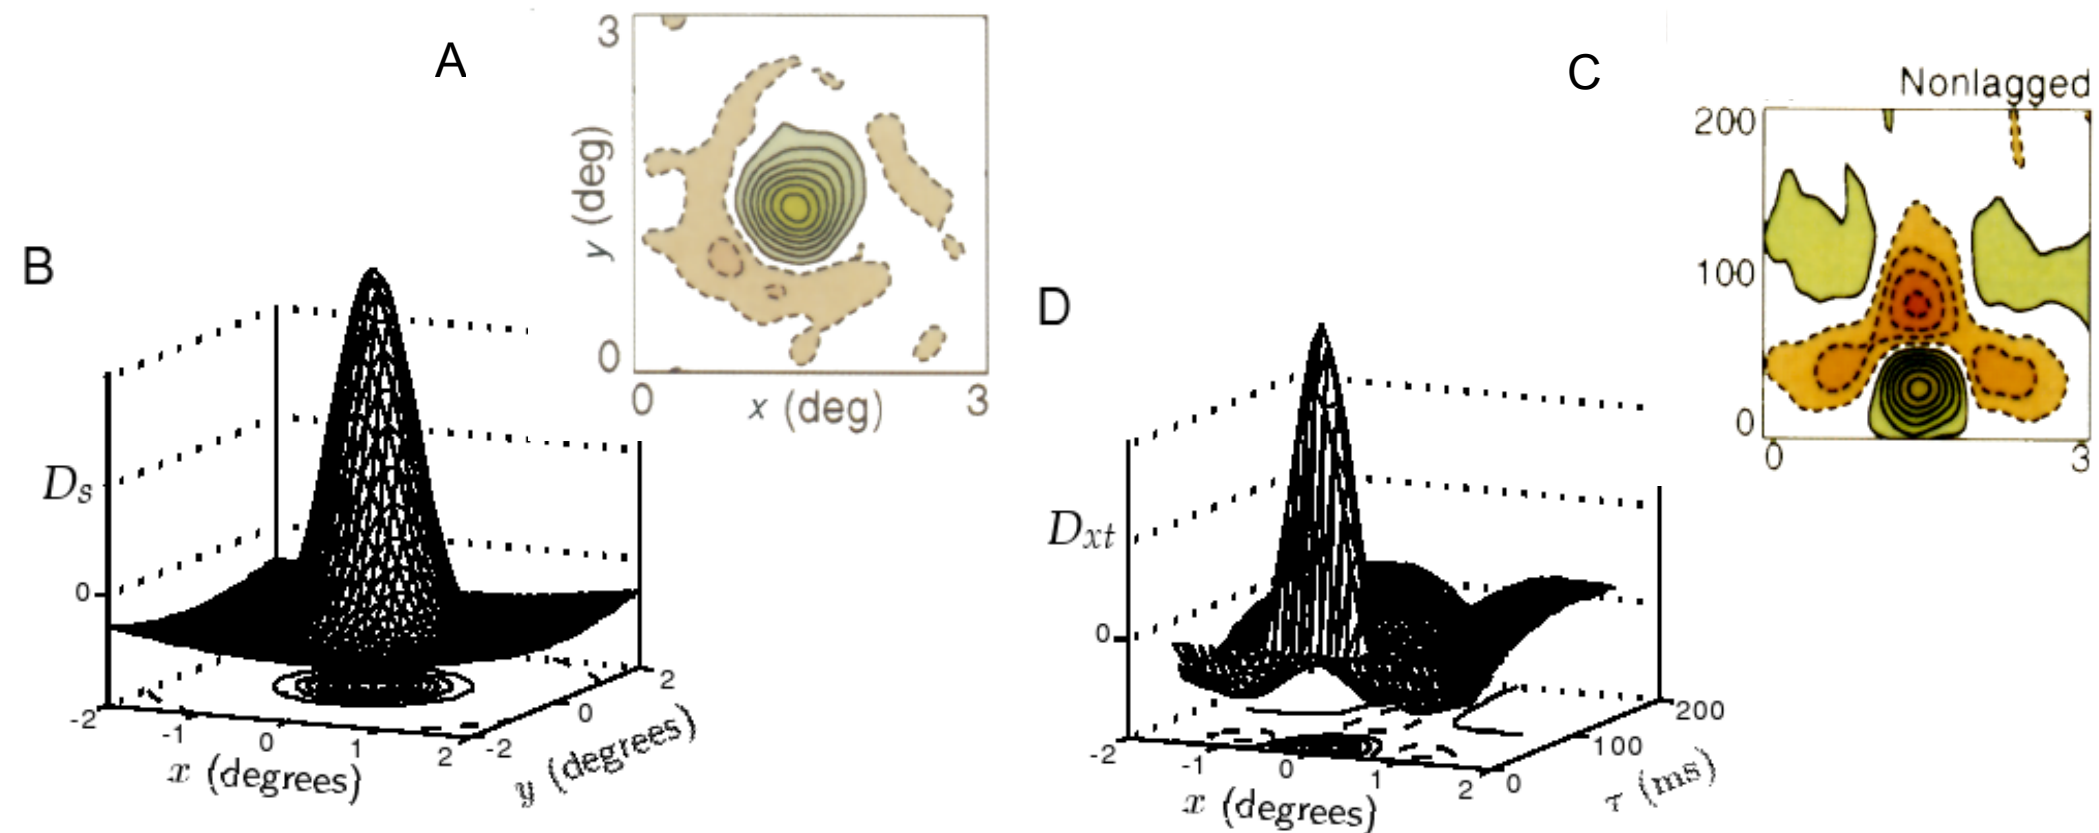 A
3
y (deg)
0
0
x (deg)
3
B
Ds
0
-2
-1
0
1
2
x (degrees)
-2
0
2
y (degrees)
C
Nonlagged
200
100
0
0
3
D
Dxt
0
-2
-1
0
1
2
x (degrees)
0
100
200
τ (ms)